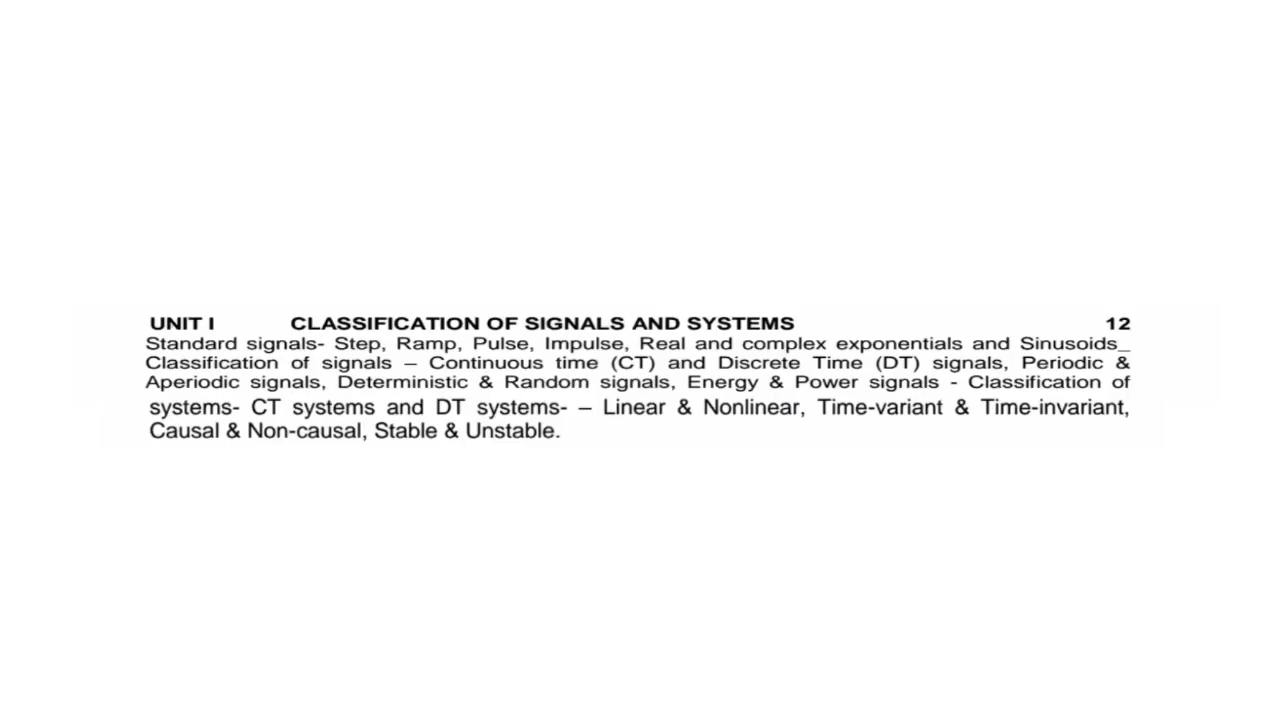 UNIT I CLASSIFICATION OF SIGNALS AND SYSTEMS 12
Standard signals- Step, Ramp, Pulse, Impulse, Real and complex exponentials and Sinusoids_
Classification of signals – Continuous time (CT) and Discrete Time (DT) signals, Periodic &
Aperiodic signals, Deterministic & Random signals, Energy & Power signals - Classification of
systems- CT systems and DT systems- – Linear & Nonlinear, Time-variant & Time-invariant,
Causal & Non-causal, Stable & Unstable.